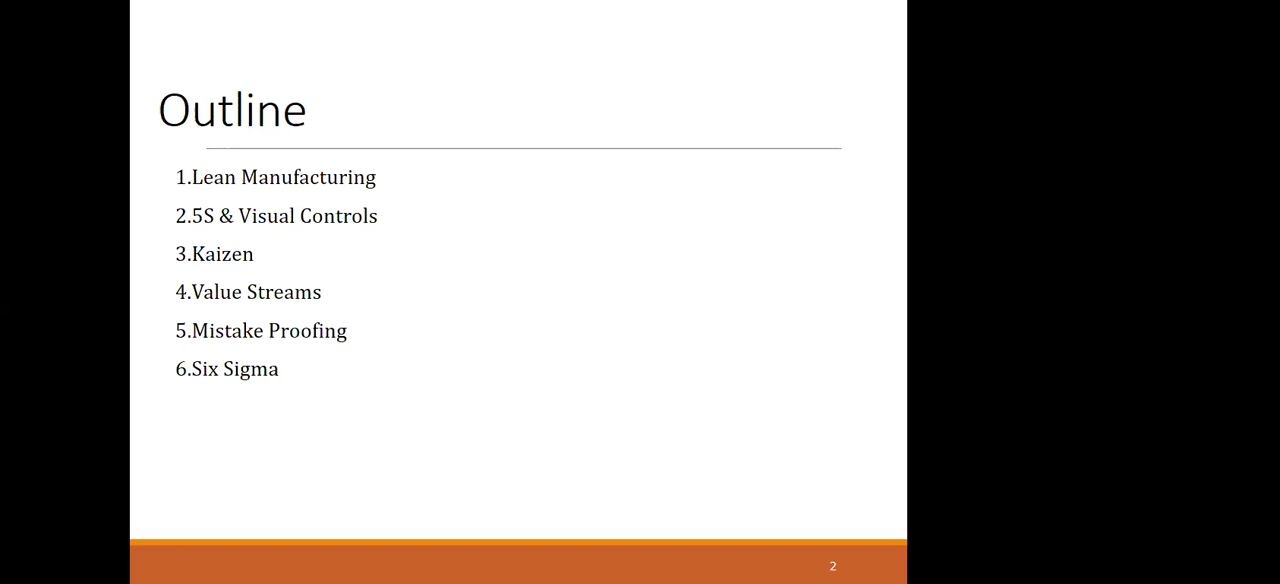 Outline
1.Lean Manufacturing
2.5S & Visual Controls
3.Kaizen
4.Value Streams
5.Mistake Proofing
6.Six Sigma
2